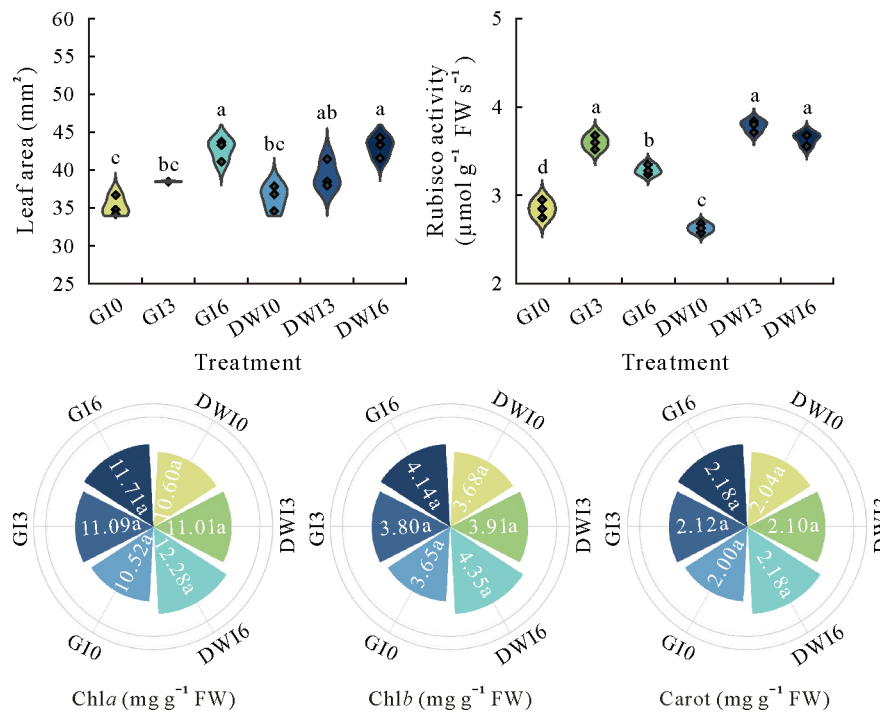 60
55
50
45
40
35
30
25
Leaf area (mm²)
c
bc
a
bc
ab
a
GI0
GI3
GI6
DWI0
DWI3
DWI6
Treatment
5
4
3
2
Rubisco activity
(μmol g⁻¹ FW s⁻¹)
d
a
b
c
a
a
GI0
GI3
GI6
DWI0
DWI3
DWI6
Treatment
GI6
DWI0
GI3
DWI3
GI0
DWI6
11.71a
0.60a
11.09a
11.01a
10.52a
12.28a
Chla (mg g⁻¹ FW)
GI6
DWI0
GI3
DWI3
GI0
DWI6
4.14a
3.68a
3.80a
3.91a
3.65a
4.35a
Chlb (mg g⁻¹ FW)
GI6
DWI0
GI3
DWI3
GI0
DWI6
2.18a
2.04a
2.12a
2.10a
2.00a
2.18a
Carot (mg g⁻¹ FW)